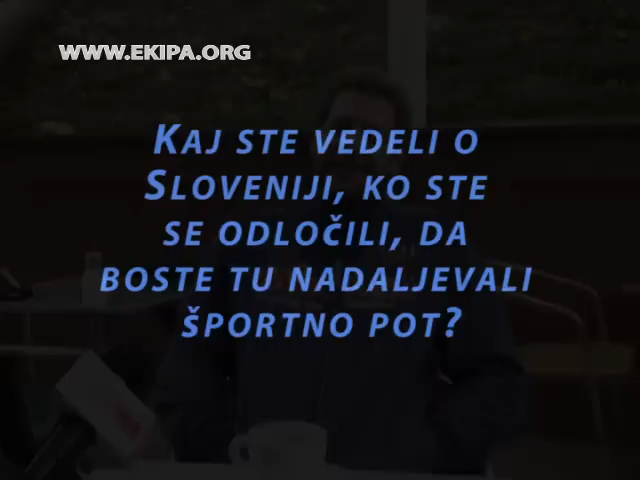 WWW.EKIPA.ORG
KAJ STE VEDELI O
SLOVENIJI, KO STE
SE ODLOČILI, DA
BOSTE TU NADALJEVALI
ŠPORTNO POT?